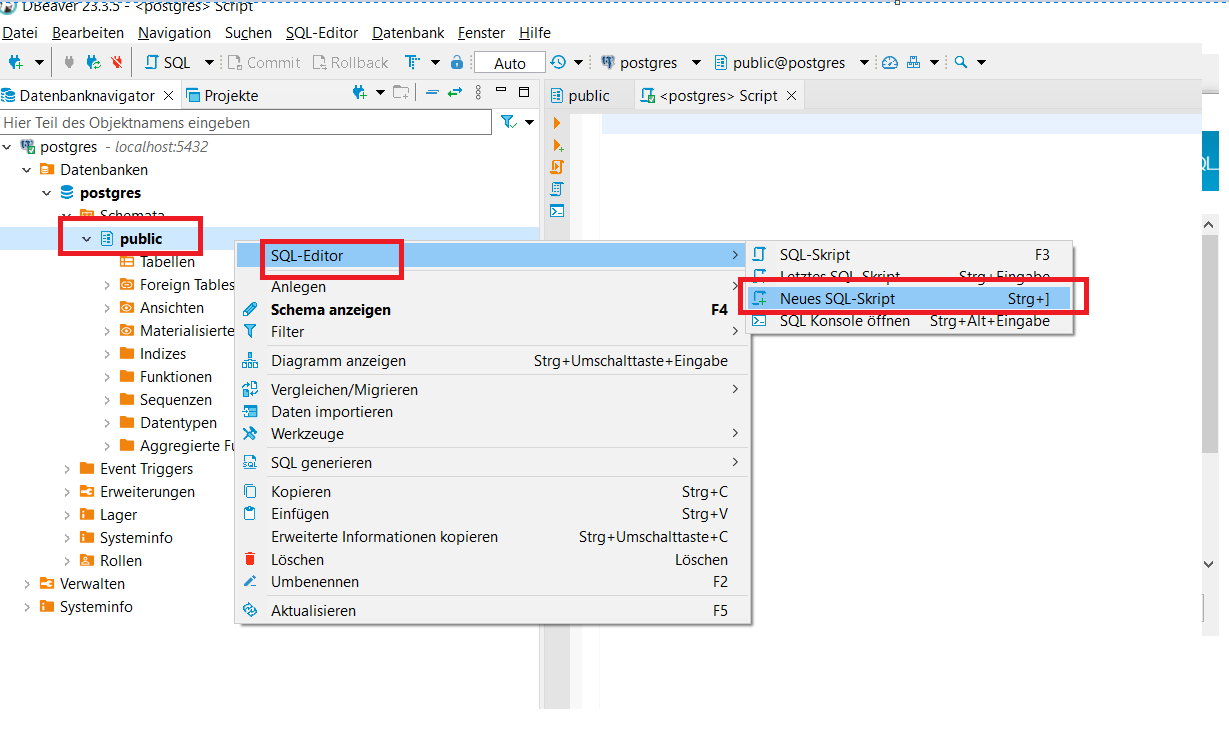 DBeaver 23.3.5 - <postgres> Script
Datei Bearbeiten Navigation Suchen SQL-Editor Datenbank Fenster Hilfe
SQL Commit Rollback Auto postgres public@postgres
Datenbanknavigator Projekte
public <postgres> Script
Hier Teil des Objektnamens eingeben
postgres - localhost:5432
Datenbanken
postgres
Schemata
public
Tabellen
Foreign Tables
Ansichten
Materialisierte
Indizes
Funktionen
Sequenzen
Datentypen
Aggregierte Fu
Event Triggers
Erweiterungen
Lager
Systeminfo
Rollen
Verwalten
Systeminfo
SQL-Editor
Anlegen
Schema anzeigen F4
Filter
Diagramm anzeigen Strg+Umschalttaste+Eingabe
Vergleichen/Migrieren
Daten importieren
Werkzeuge
SQL generieren
Kopieren Strg+C
Einfügen Strg+V
Erweiterte Informationen kopieren Strg+Umschalttaste+C
Löschen Löschen
Umbenennen F2
Aktualisieren F5
SQL-Skript F3
Letztes SQL-Skript Strg+Eingabe
Neues SQL-Skript Strg+]
SQL Konsole öffnen Strg+Alt+Eingabe